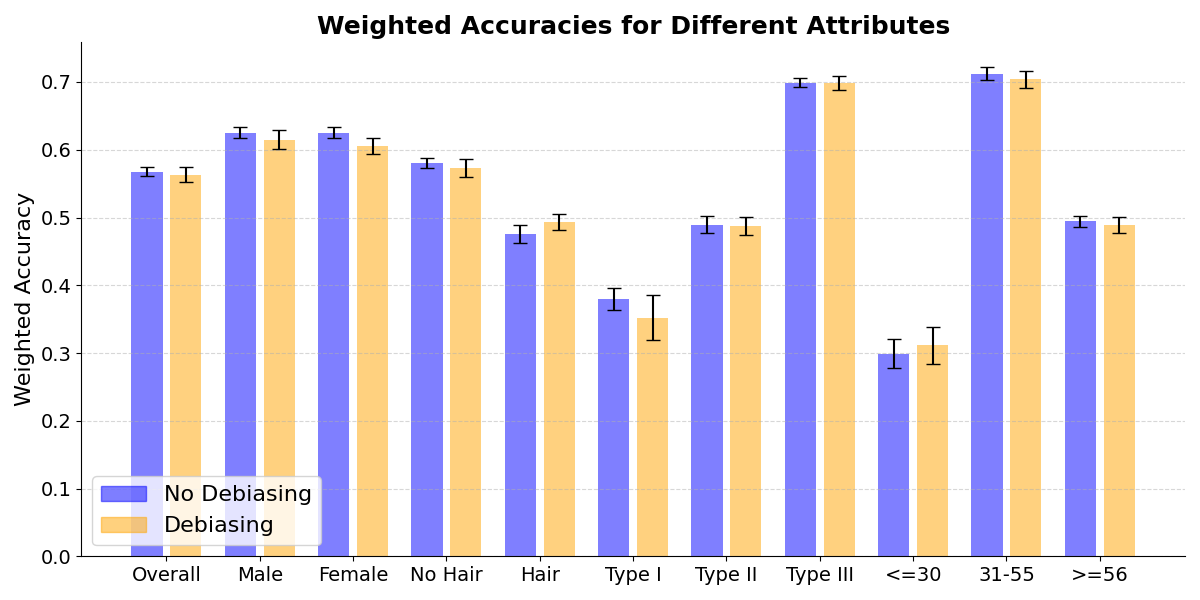 Weighted Accuracies for Different Attributes
Weighted Accuracy
0.7
0.6
0.5
0.4
0.3
0.2
0.1
0.0
No Debiasing
Debiasing
Overall Male Female No Hair Hair Type I Type II Type III <=30 31-55 >=56